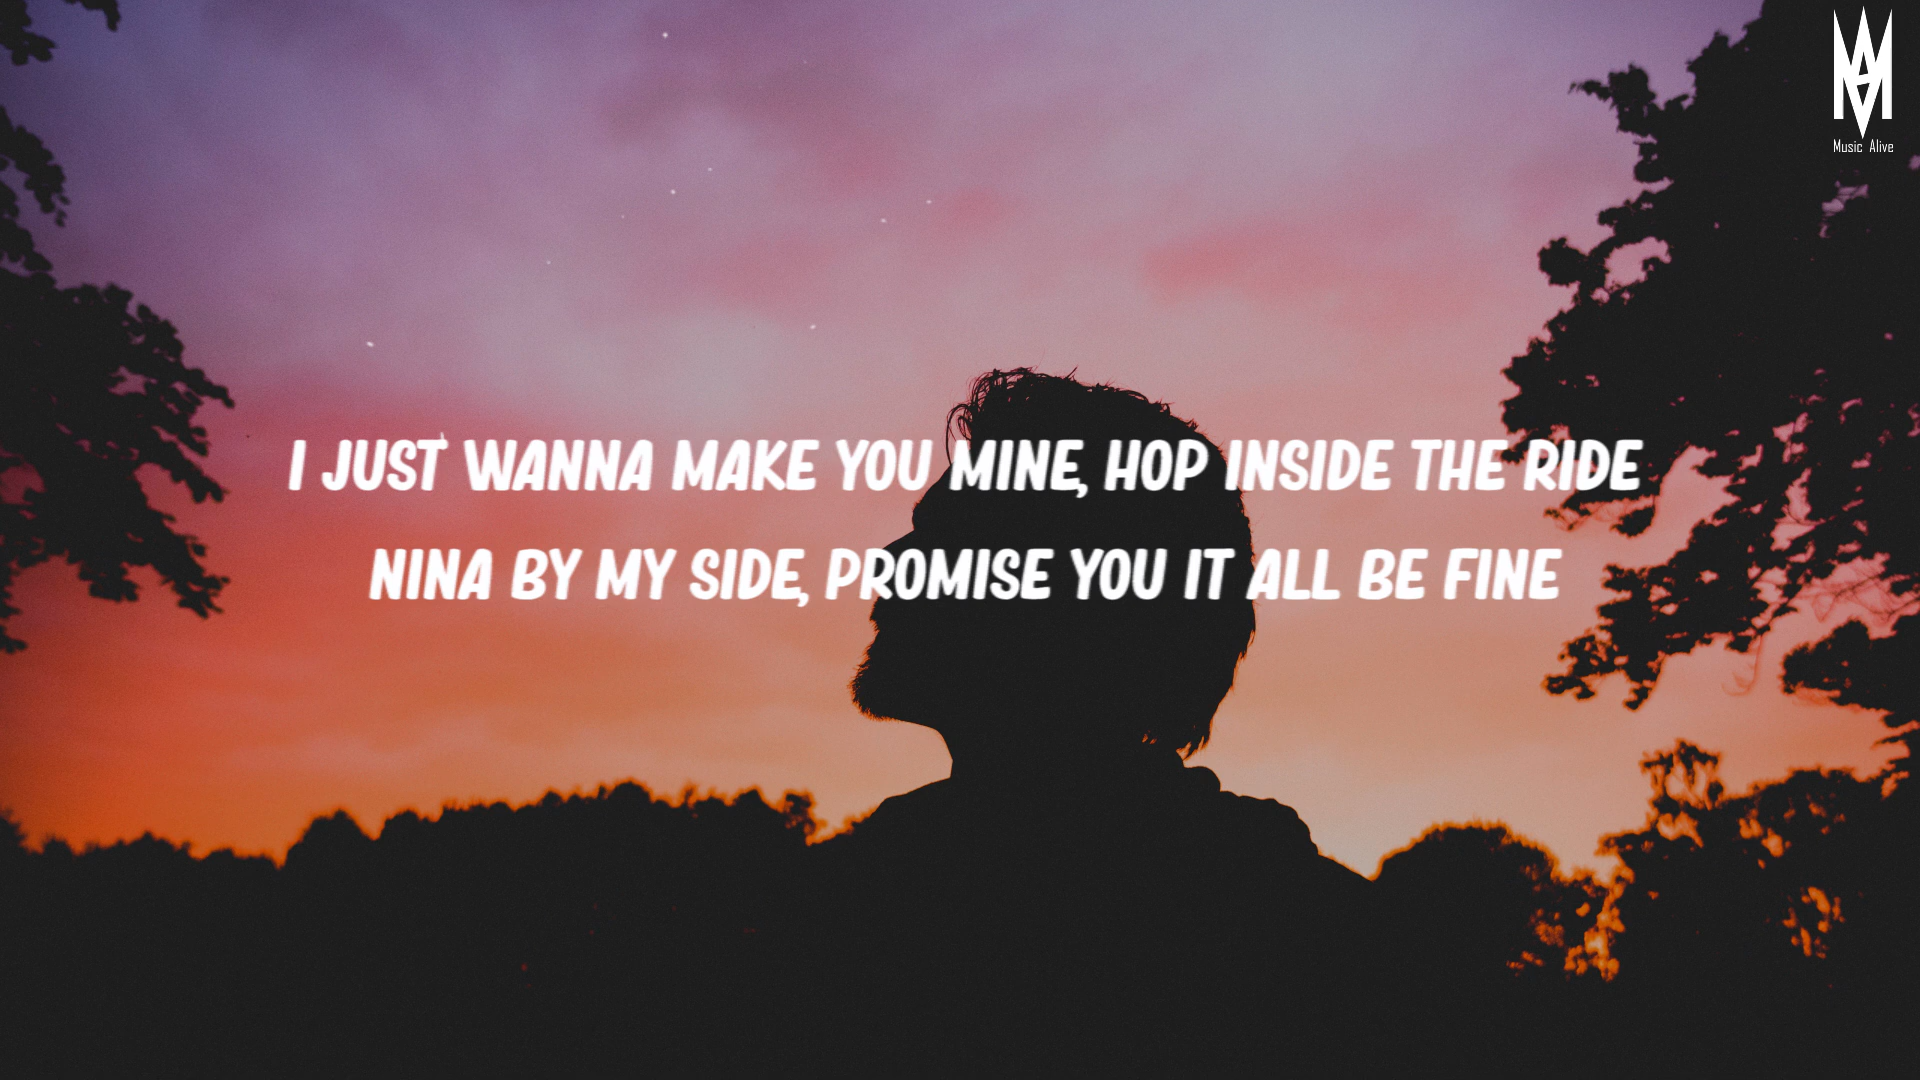 Music Alive
I JUST WANNA MAKE YOU MINE, HOP INSIDE THE RIDE
NINA BY MY SIDE, PROMISE YOU IT ALL BE FINE